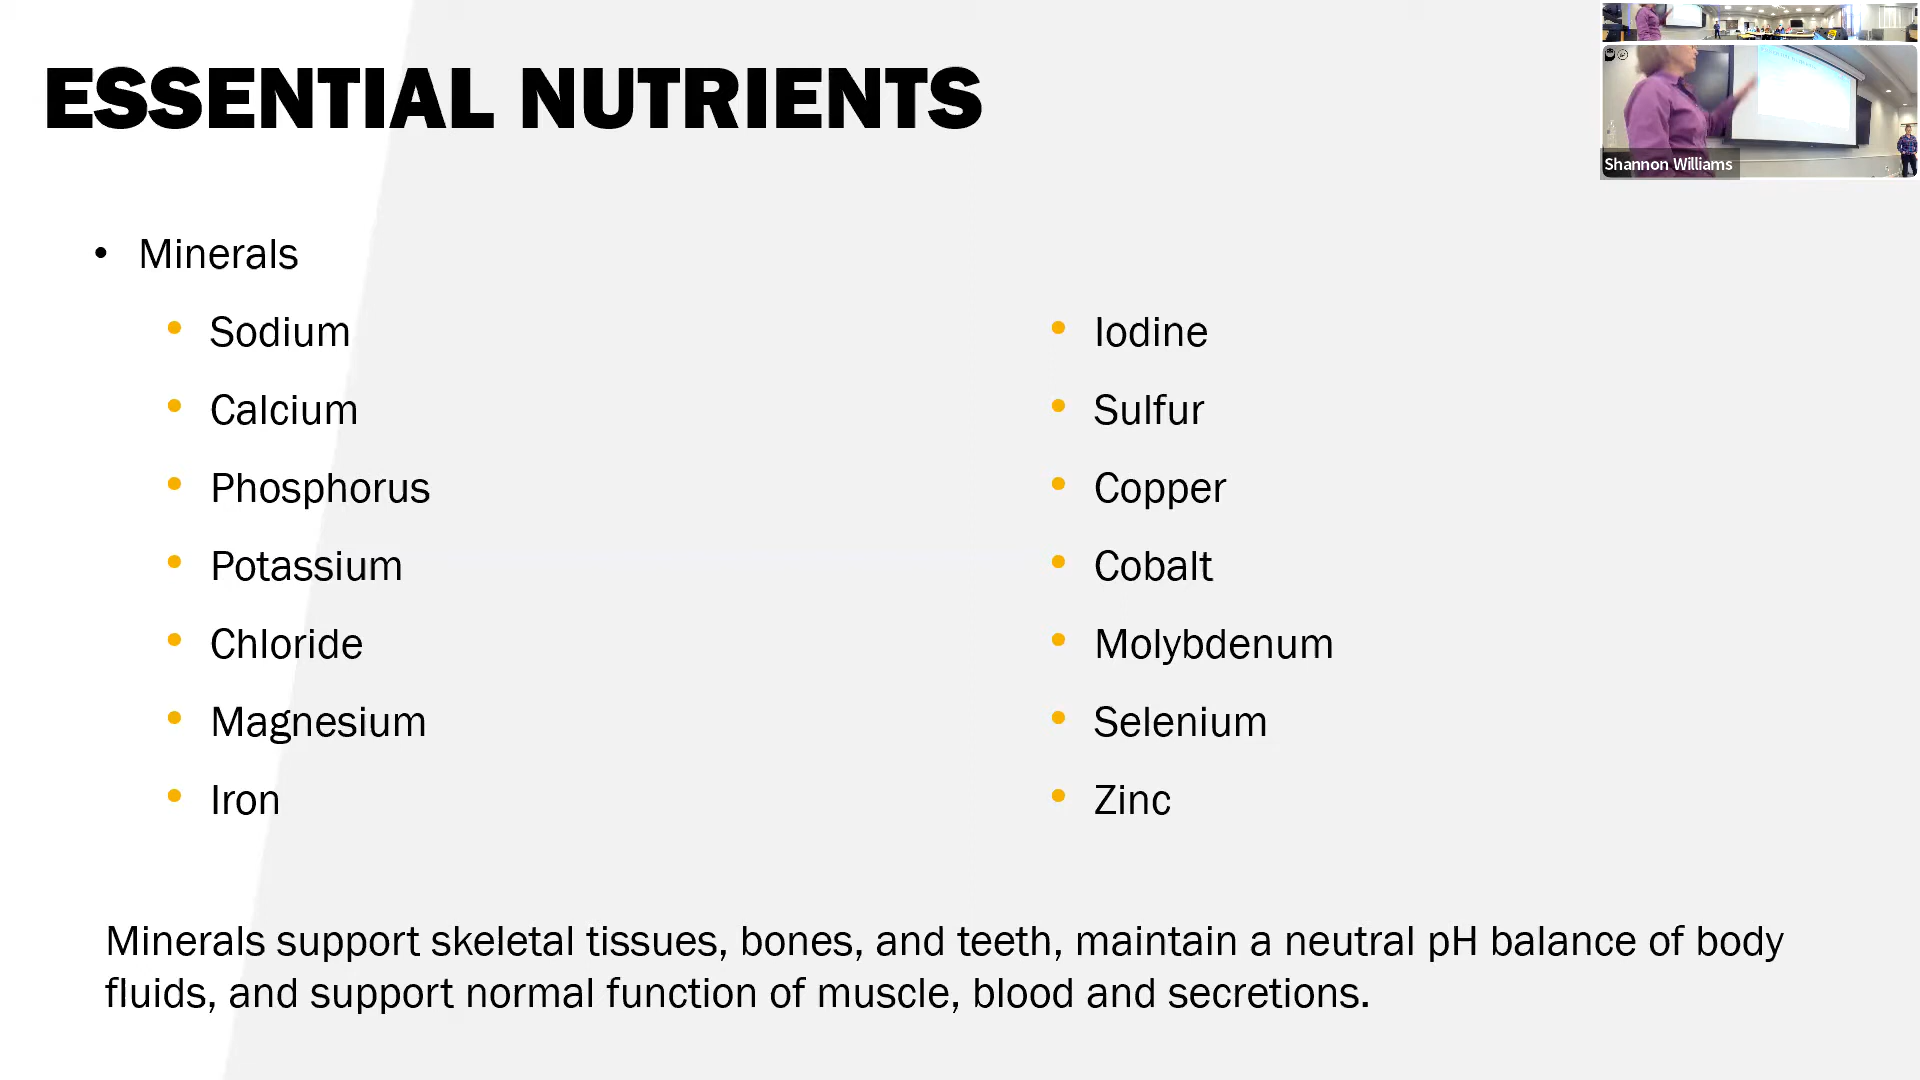 ESSENTIAL NUTRIENTS
Shannon Williams
• Minerals
• Sodium
• Calcium
• Phosphorus
• Potassium
• Chloride
• Magnesium
• Iron
• Iodine
• Sulfur
• Copper
• Cobalt
• Molybdenum
• Selenium
• Zinc
Minerals support skeletal tissues, bones, and teeth, maintain a neutral pH balance of body
fluids, and support normal function of muscle, blood and secretions.